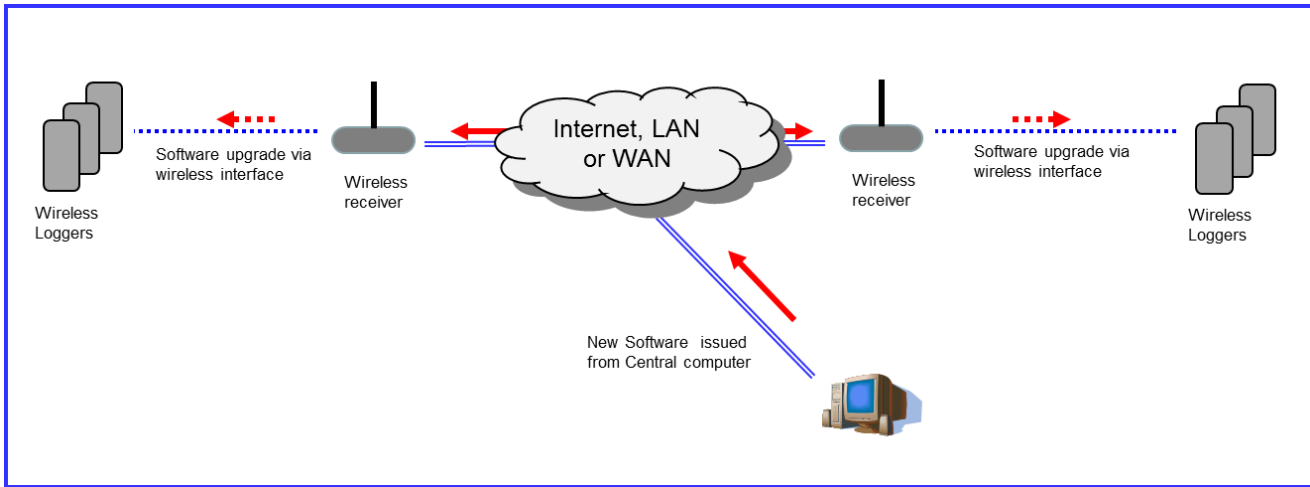 Internet, LAN
or WAN
Software upgrade via
wireless interface
Wireless
receiver
Wireless
Loggers
Wireless
receiver
Software upgrade via
wireless interface
Wireless
Loggers
New Software issued
from Central computer